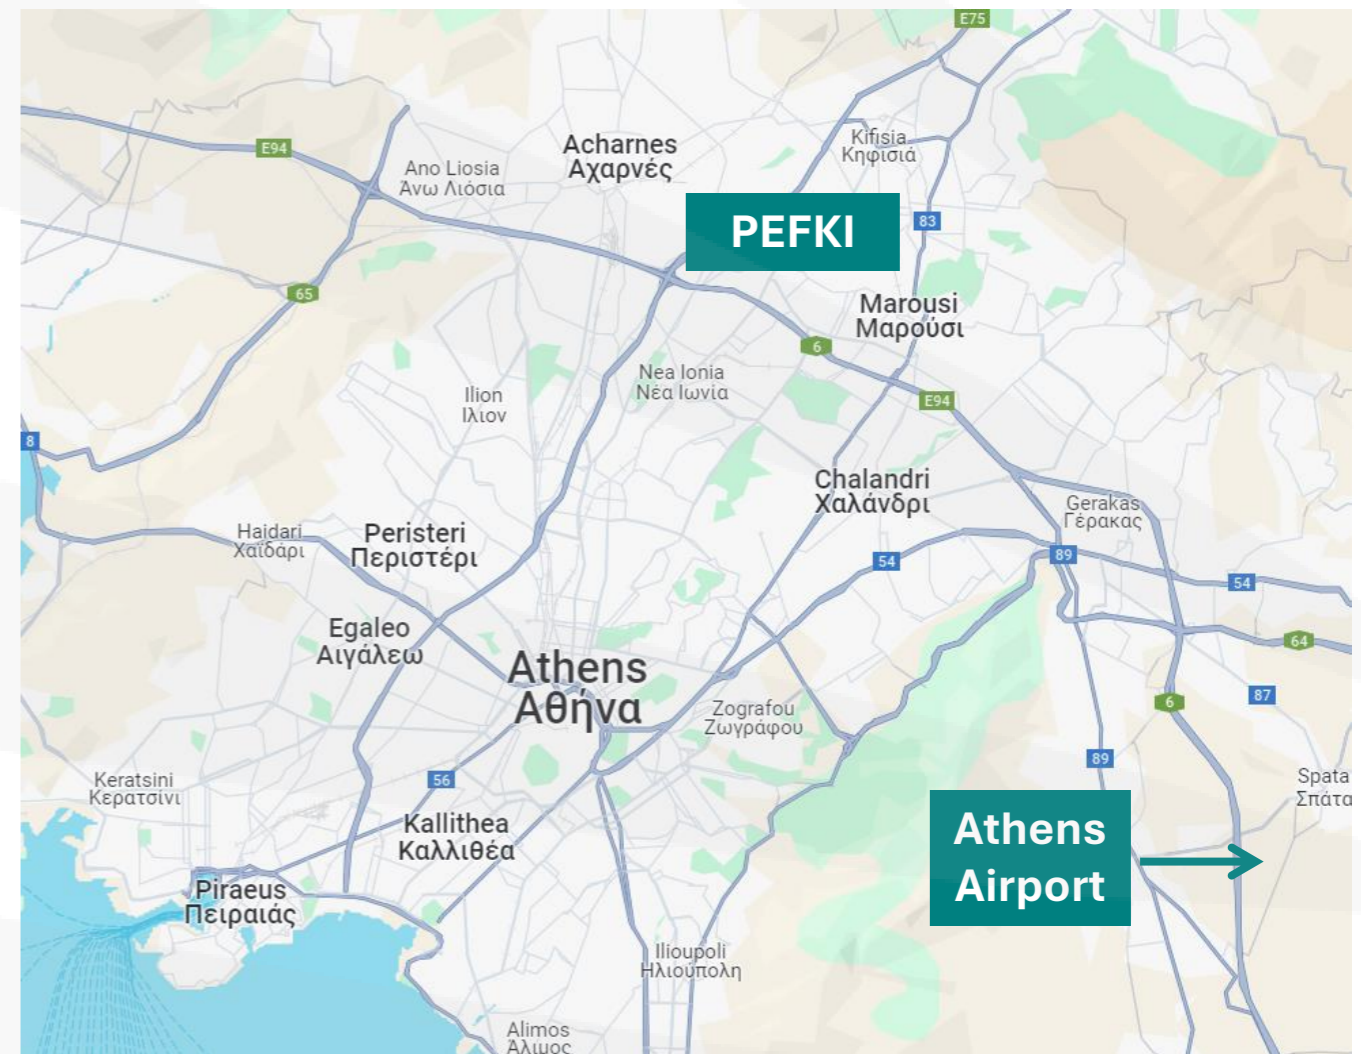 E75
Acharnes
Αχαρνές
Kifisia
Κηφισιά
E94
Ano Liosia
Άνω Λιόσια
PEFKI
83
65
Marousi
Μαρούσι
6
Nea Ionia
Νέα Ιωνία
Ilion
Ιλιον
E94
8
Chalandri
Χαλάνδρι
Gerakas
Γέρακας
Haidari
Χαϊδάρι
Peristeri
Περιστέρι
54
89
54
Egaleo
Αιγάλεω
64
Athens
Αθήνα
87
6
Zografou
Ζωγράφου
89
Keratsini
Κερατσίνι
56
Spata
Σπάτα
Kallithea
Καλλιθέα
Athens
Airport
Piraeus
Πειραιάς
Ilioupoli
Ηλιούπολη
Alimos
Άλιμος